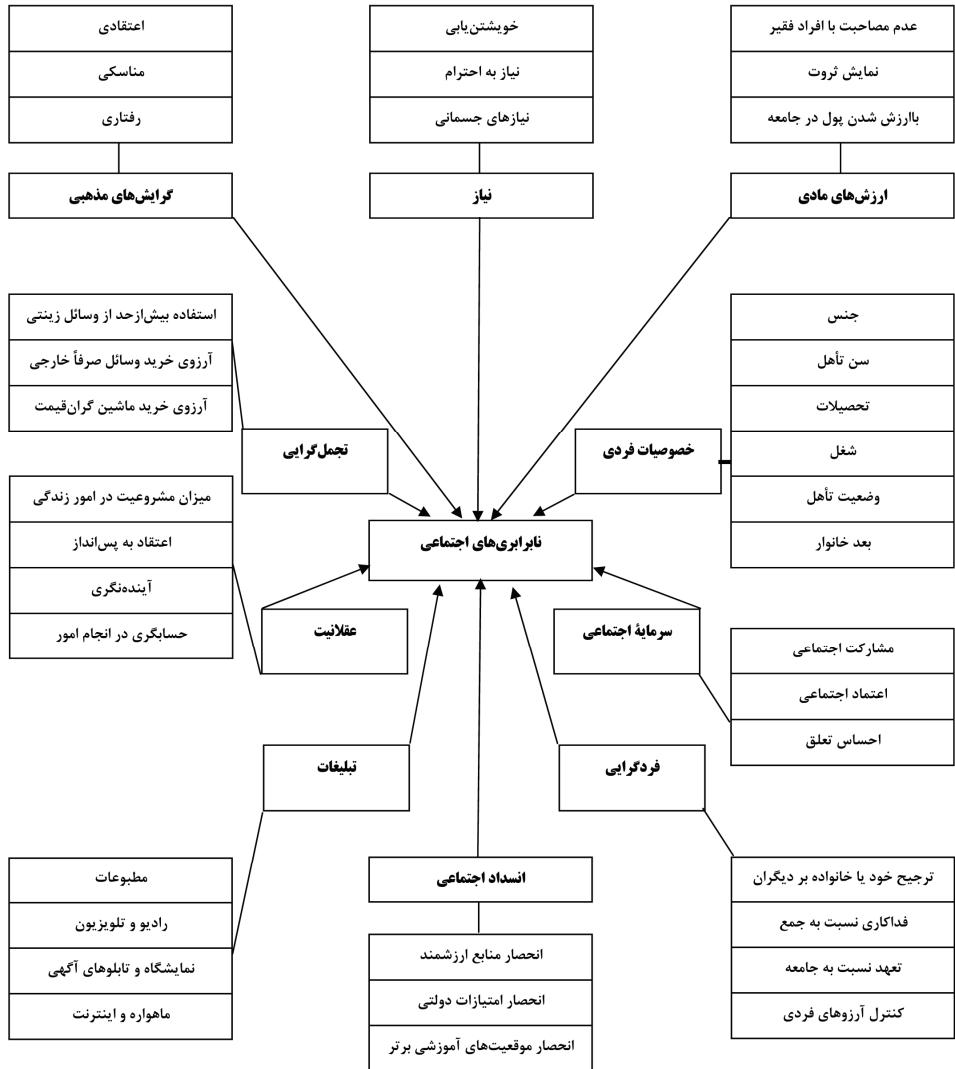 عدم مصاحبت با افراد فقیر
نمایش ثروت
باارزش شدن پول در جامعه
ارزش‌های مادی
خویشتن‌یابی
نیاز به احترام
نیازهای جسمانی
نیاز
اعتقادی
مناسکی
رفتاری
گرایش‌های مذهبی
جنس
سن تأهل
تحصیلات
شغل
وضعیت تأهل
بعد خانوار
خصوصیات فردی
استفاده بیش‌ازحد از وسائل زینتی
آرزوی خرید وسائل صرفاً خارجی
آرزوی خرید ماشین گران‌قیمت
تجمل‌گرایی
نابرابری‌های اجتماعی
میزان مشروعیت در امور زندگی
اعتقاد به پس‌انداز
آینده‌نگری
حسابگری در انجام امور
عقلانیت
سرمایۀ اجتماعی
مشارکت اجتماعی
اعتماد اجتماعی
احساس تعلق
فردگرایی
ترجیح خود یا خانواده بر دیگران
فداکاری نسبت به جمع
تعهد نسبت به جامعه
کنترل آرزوهای فردی
انسداد اجتماعی
انحصار منابع ارزشمند
انحصار امتیازات دولتی
انحصار موقعیت‌های آموزشی برتر
تبلیغات
مطبوعات
رادیو و تلویزیون
نمایشگاه و تابلوهای آگهی
ماهواره و اینترنت